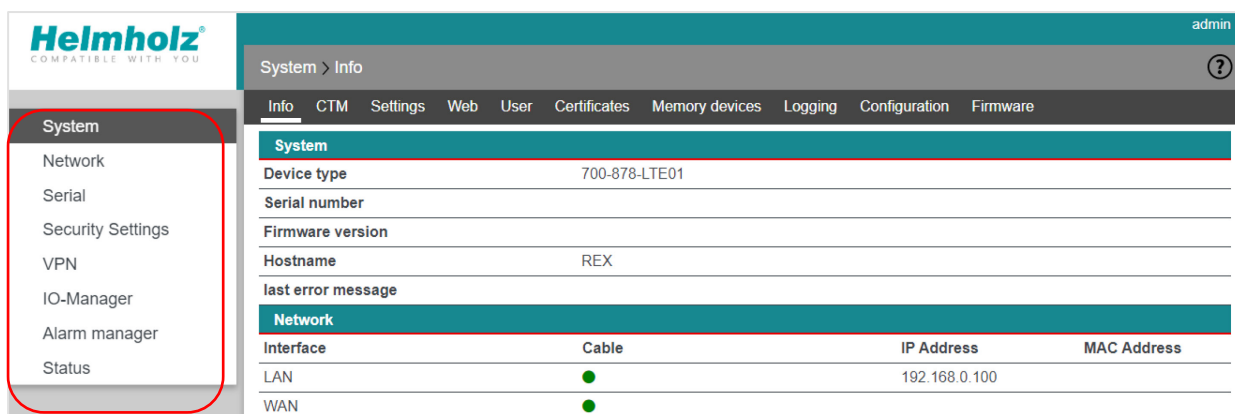 Helmholz®
COMPATIBLE WITH YOU
admin
System > Info
?
Info CTM Settings Web User Certificates Memory devices Logging Configuration Firmware
System
Network
Serial
Security Settings
VPN
IO-Manager
Alarm manager
Status
System
Device type 700-878-LTE01
Serial number
Firmware version
Hostname REX
last error message
Network
Interface Cable IP Address MAC Address
LAN 192.168.0.100
WAN